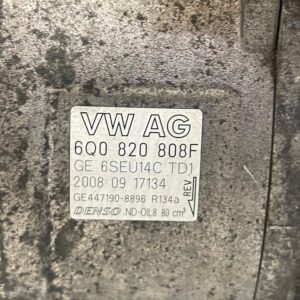 VW AG
6Q0 820 808F
GE 6SEU14C TD1
2008 09 17134
REV
GE447190-8896 R134a
DENSO ND-OIL8 80 cm³